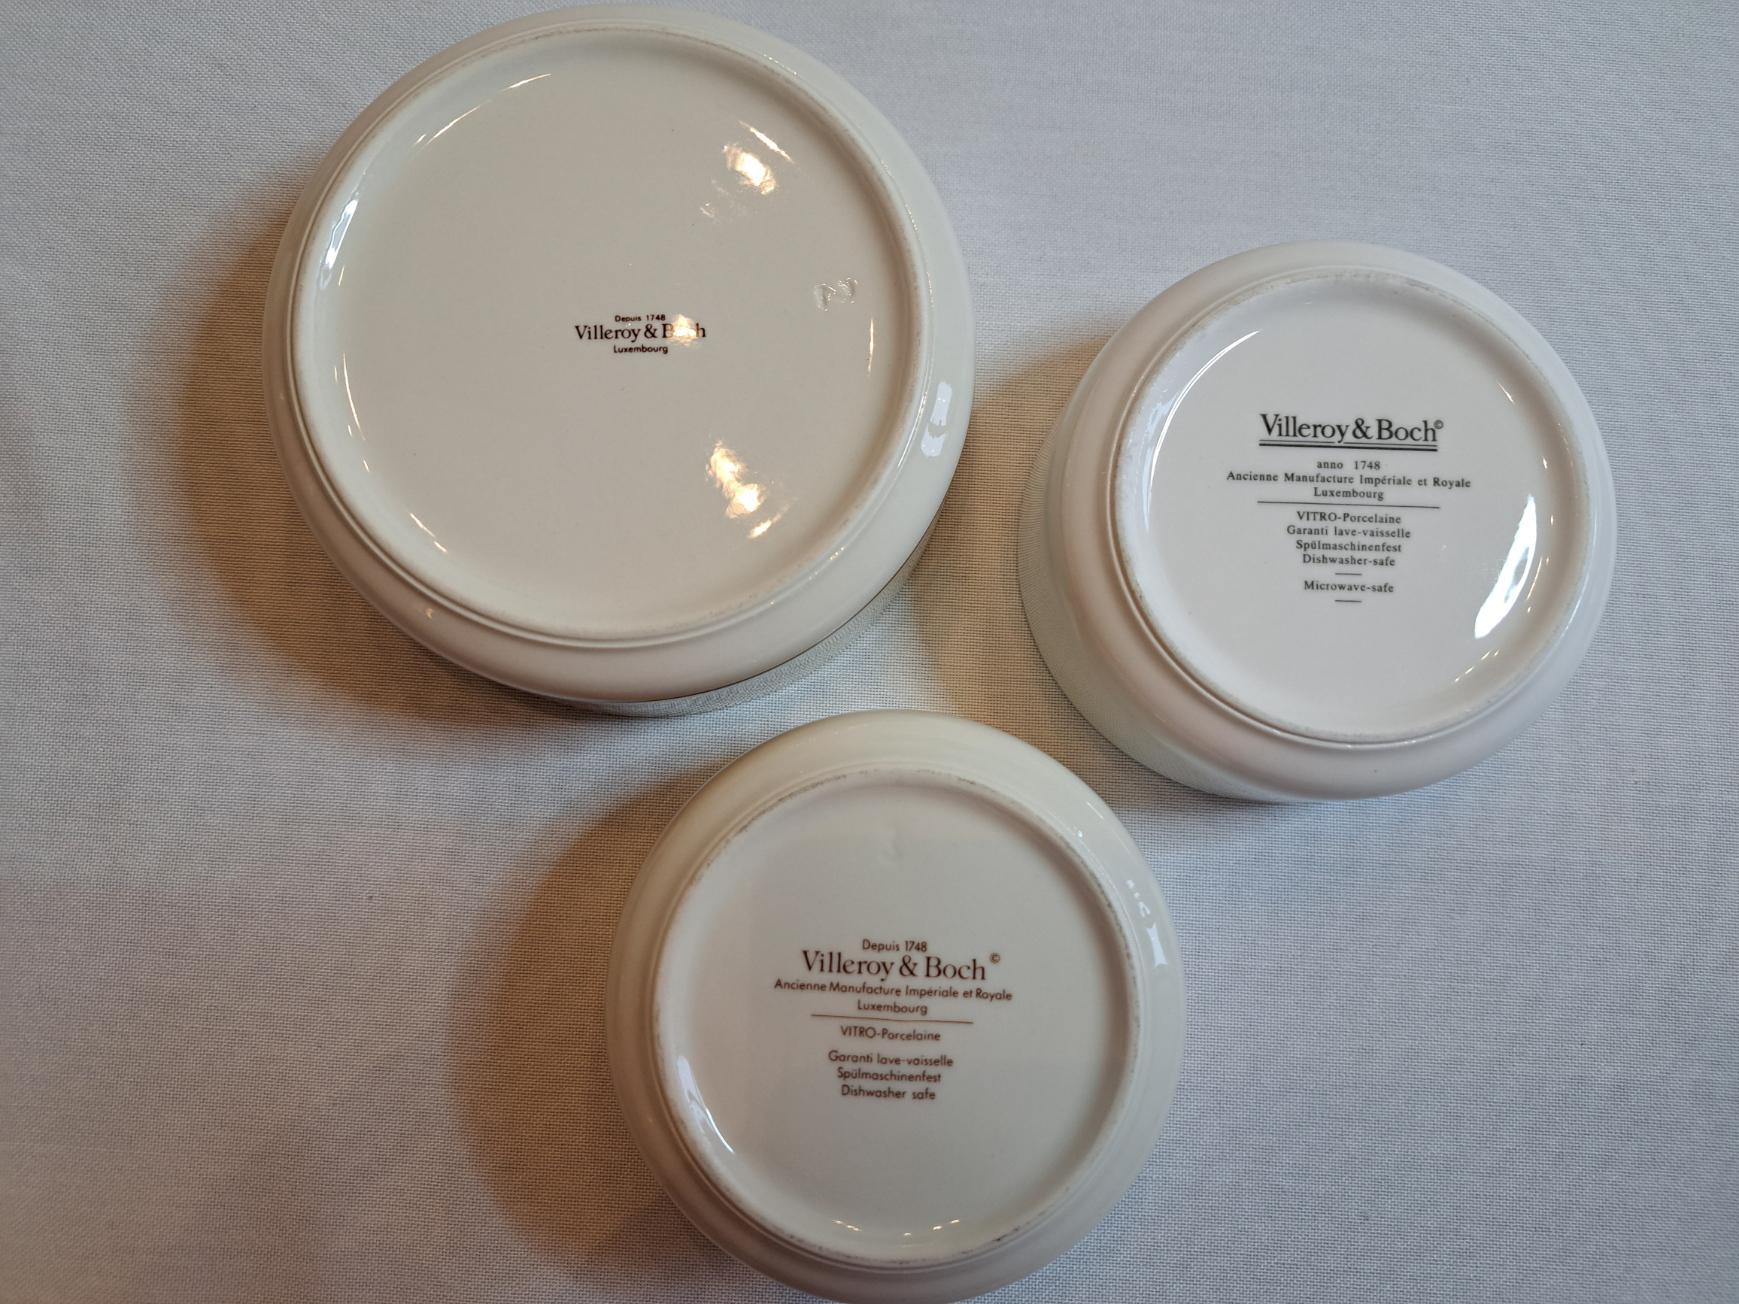 Depuis 1748
Villeroy & Boch
Luxembourg
Villeroy & Boch©
anno 1748
Ancienne Manufacture Impériale et Royale
Luxembourg
VITRO-Porcelaine
Garanti lave-vaisselle
Spülmaschinenfest
Dishwasher-safe
Microwave-safe
Depuis 1748
Villeroy & Boch©
Ancienne Manufacture Impériale et Royale
Luxembourg
VITRO-Porcelaine
Garanti lave-vaisselle
Spülmaschinenfest
Dishwasher safe